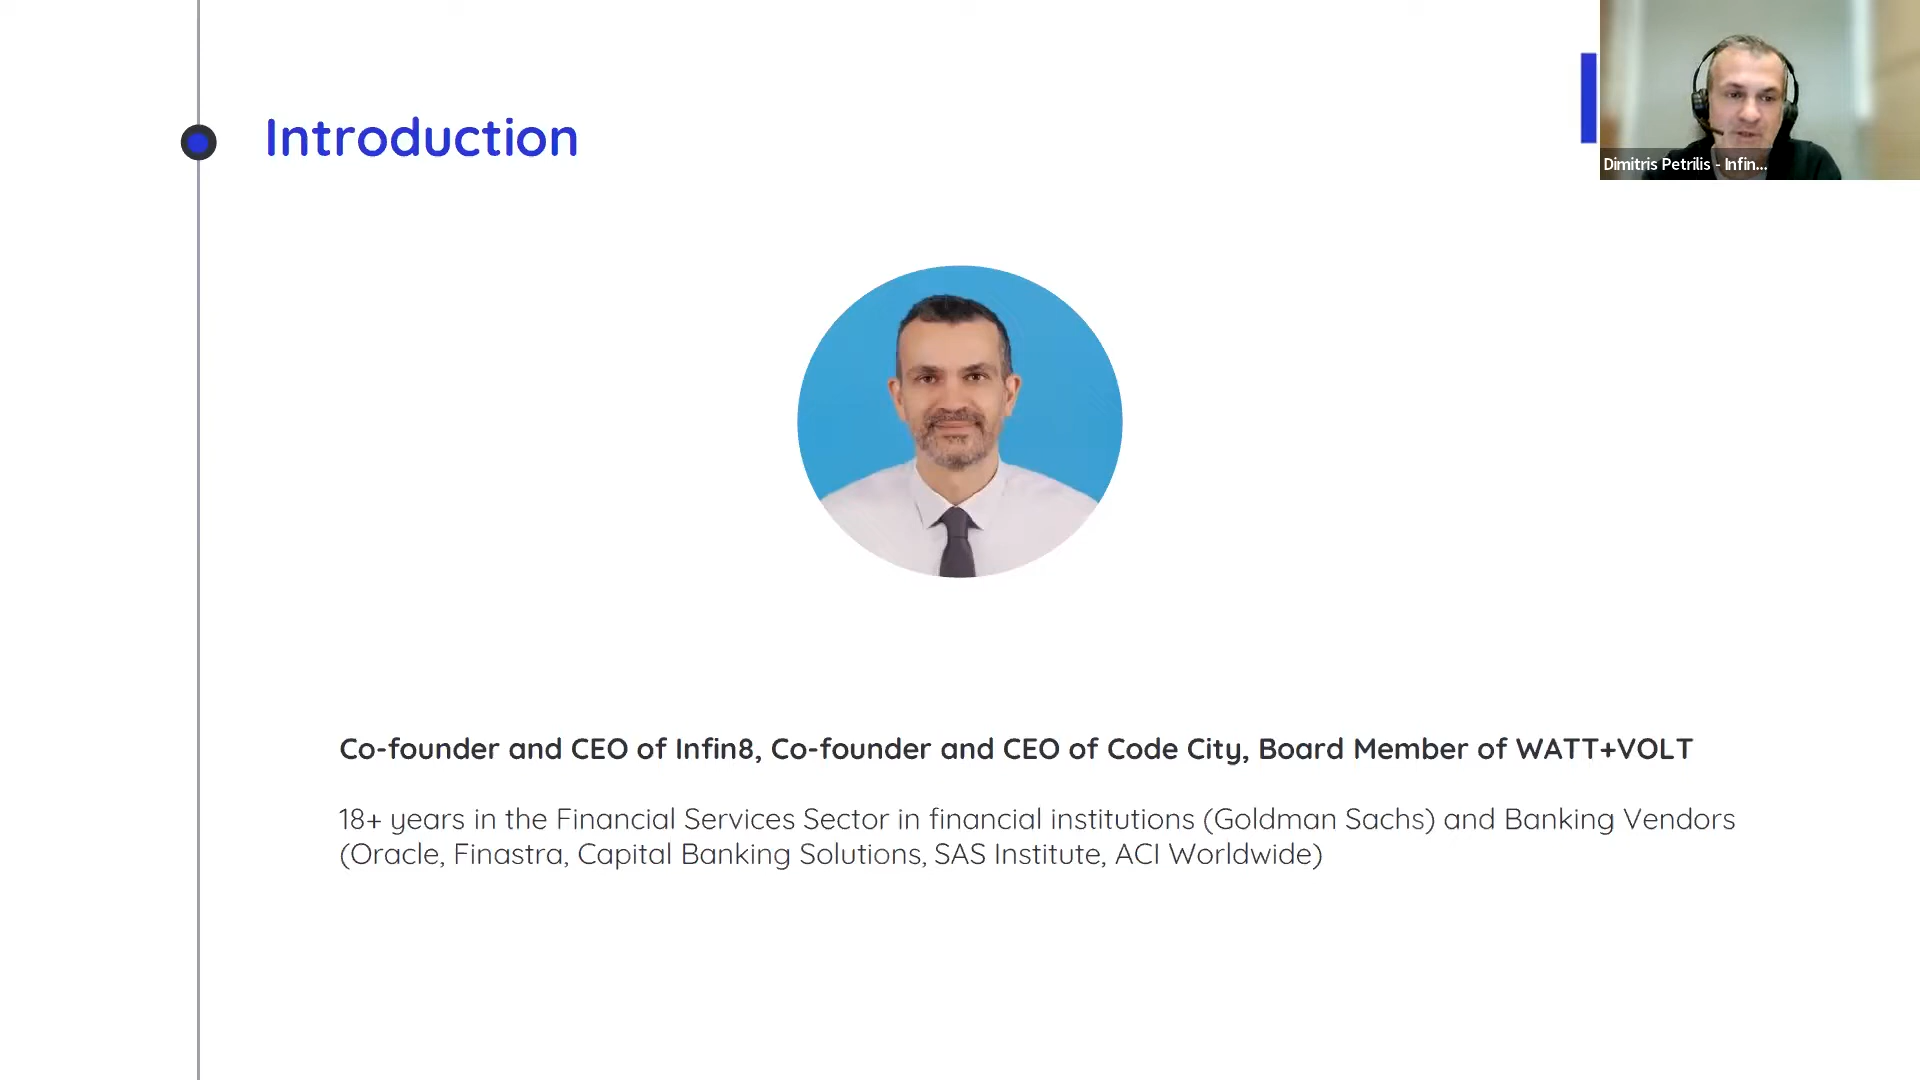 Introduction
Dimitris Petrilis - Infin...
Co-founder and CEO of Infin8, Co-founder and CEO of Code City, Board Member of WATT+VOLT
18+ years in the Financial Services Sector in financial institutions (Goldman Sachs) and Banking Vendors
(Oracle, Finastra, Capital Banking Solutions, SAS Institute, ACI Worldwide)